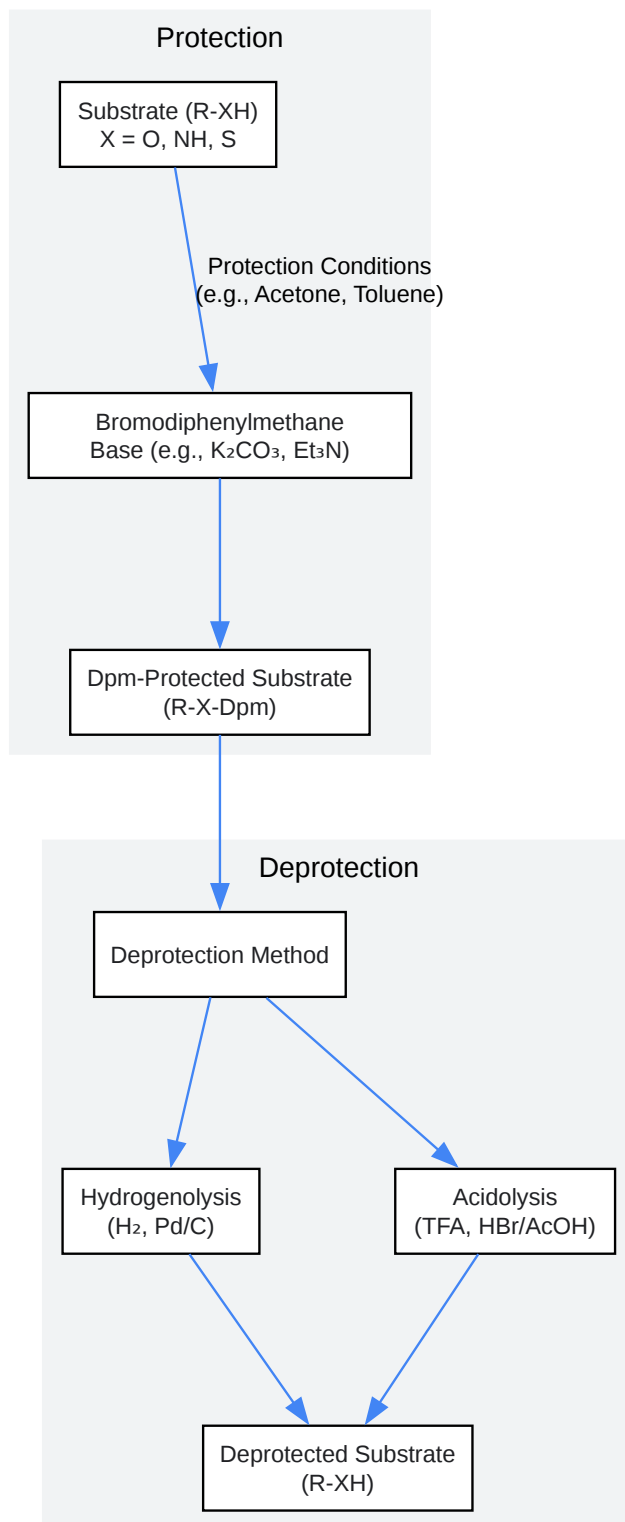 Protection
Substrate (R-XH)
X = O, NH, S
Protection Conditions
(e.g., Acetone, Toluene)
Bromodiphenylmethane
Base (e.g., K₂CO₃, Et₃N)
Dpm-Protected Substrate
(R-X-Dpm)
Deprotection
Deprotection Method
Hydrogenolysis
(H₂, Pd/C)
Acidolysis
(TFA, HBr/AcOH)
Deprotected Substrate
(R-XH)